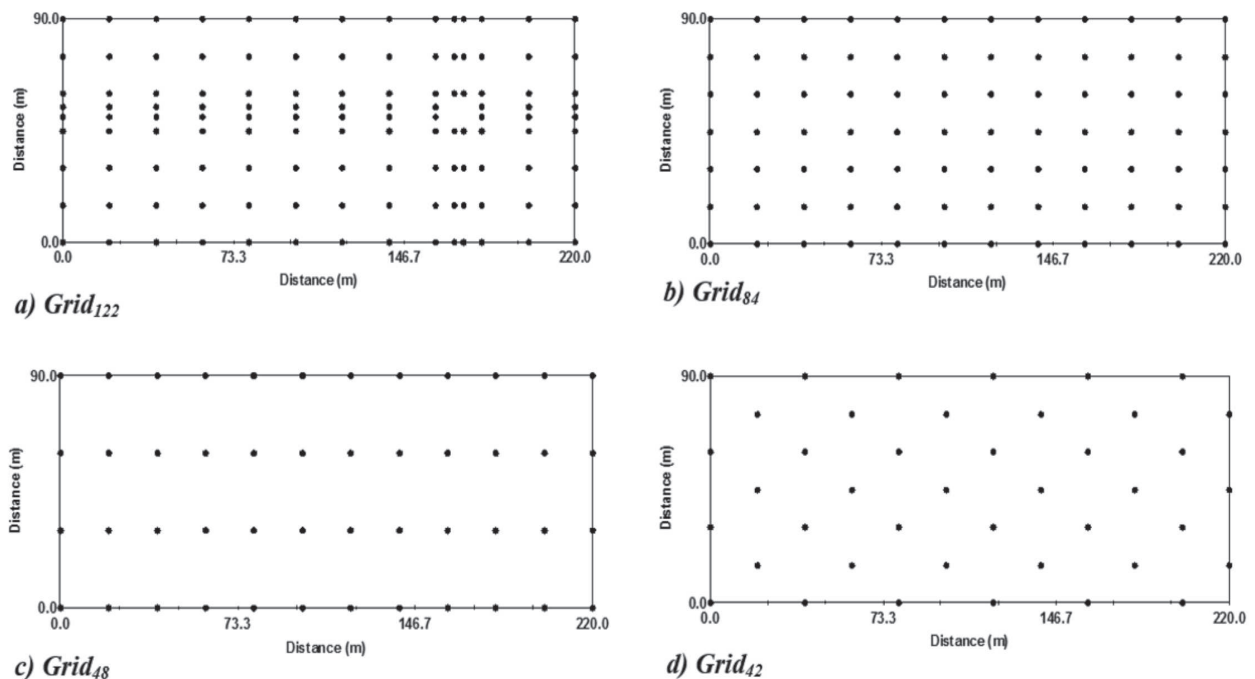 90.0
Distance (m)
0.0
0.0 73.3 146.7 220.0
Distance (m)
a) Grid122
90.0
Distance (m)
0.0
0.0 73.3 146.7 220.0
Distance (m)
b) Grid84
90.0
Distance (m)
0.0
0.0 73.3 146.7 220.0
Distance (m)
c) Grid48
90.0
Distance (m)
0.0
0.0 73.3 146.7 220.0
Distance (m)
d) Grid42